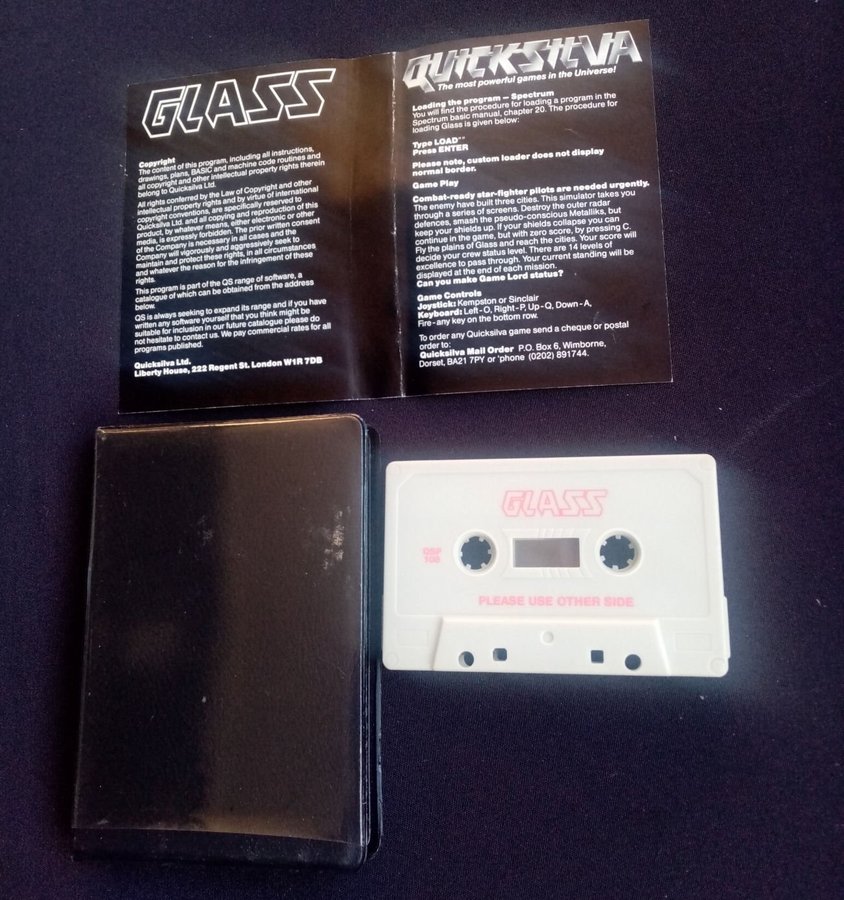 GLASS
Copyright
The content of this program, including all instructions,
drawings, plans, BASIC and machine code routines and
all copyright and other intellectual property rights therein
belong to Quicksilva Ltd.
All rights conferred by the Law of Copyright and other
intellectual property rights and by virtue of international
copyright conventions, are specifically reserved to
Quicksilva Ltd. and all copying and reproduction of this
product, by whatever means, either electronic or other
media, is expressly forbidden. The prior written consent
of the Company is necessary in all cases and the
Company will vigorously and aggressively seek to
maintain and protect these rights, in all circumstances
and whatever the reason for the infringement of these
rights.
This program is part of the QS range of software, a
catalogue of which can be obtained from the address
below.
QS is always seeking to expand its range and if you have
written any software yourself that you think might be
suitable for inclusion in our future catalogue please do
not hesitate to contact us. We pay commercial rates for all
programs published.
Quicksilva Ltd.
Liberty House, 222 Regent St. London W1R 7DB
QUICKSILVA
The most powerful games in the Universe!
Loading the program – Spectrum
You will find the procedure for loading a program in the
Spectrum basic manual, chapter 20. The procedure for
loading Glass is given below:
Type LOAD""
Press ENTER
Please note, custom loader does not display
normal border.
Game Play
Combat-ready star-fighter pilots are needed urgently.
The enemy have built three cities. This simulator takes you
through a series of screens. Destroy the outer radar
defences, smash the pseudo-conscious Metalliks, but
keep your shields up. If your shields collapse you can
continue in the game, but with zero score, by pressing C.
Fly the plains of Glass and reach the cities. Your score will
decide your crew status level. There are 14 levels of
excellence to pass through. Your current standing will be
displayed at the end of each mission.
Can you make Game Lord status?
Game Controls
Joystick: Kempston or Sinclair
Keyboard: Left-O, Right-P, Up-Q, Down-A,
Fire-any key on the bottom row.
To order any Quicksilva game send a cheque or postal
order to:
Quicksilva Mail Order P.O. Box 6, Wimborne,
Dorset, BA21 7PY or 'phone (0202) 891744.
GLASS
PLEASE USE OTHER SIDE